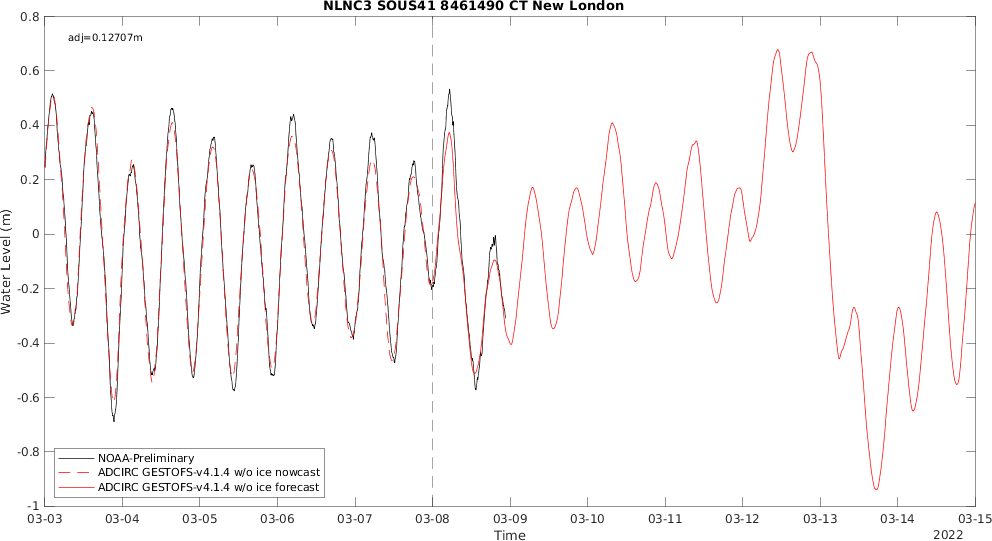 NLNC3 SOUS41 8461490 CT New London
adj=0.12707m
0.8
0.6
0.4
0.2
0
-0.2
-0.4
-0.6
-0.8
-1
Water Level (m)
NOAA-Preliminary
ADCIRC GESTOFS-v4.1.4 w/o ice nowcast
ADCIRC GESTOFS-v4.1.4 w/o ice forecast
03-03 03-04 03-05 03-06 03-07 03-08 03-09 03-10 03-11 03-12 03-13 03-14 03-15
Time
2022